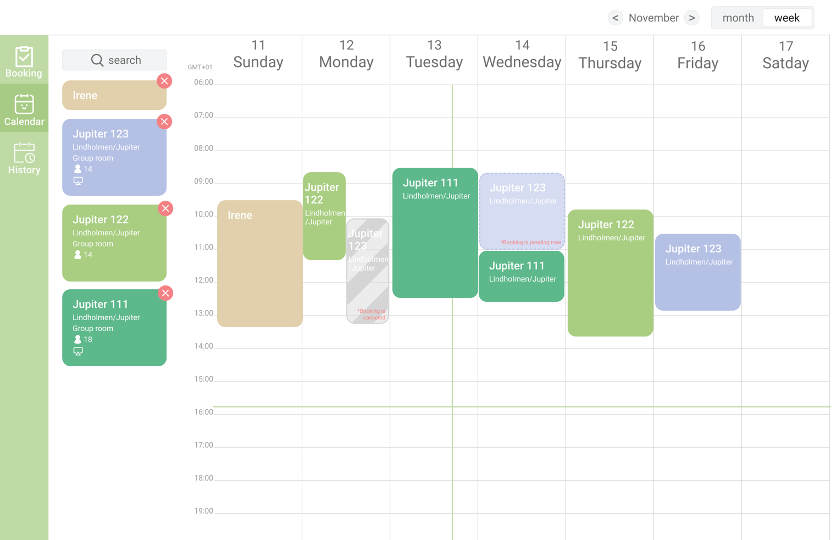 < November >
month
week
Booking
Calendar
History
search
Irene
Jupiter 123
Lindholmen/Jupiter
Group room
14
Jupiter 122
Lindholmen/Jupiter
Group room
14
Jupiter 111
Lindholmen/Jupiter
Group room
18
GMT+01
11
Sunday
12
Monday
13
Tuesday
14
Wednesday
15
Thursday
16
Friday
17
Satday
06:00
07:00
08:00
09:00
10:00
11:00
12:00
13:00
14:00
15:00
16:00
17:00
18:00
19:00
Irene
Jupiter
122
Lindholmen
/Jupiter
Jupiter
123
Lindholmen
/Jupiter
*Booking is
canceled
Jupiter 111
Lindholmen/Jupiter
Jupiter 123
Lindholmen/Jupiter
*Booking is pending now
Jupiter 111
Lindholmen/Jupiter
Jupiter 122
Lindholmen/Jupiter
Jupiter 123
Lindholmen/Jupiter